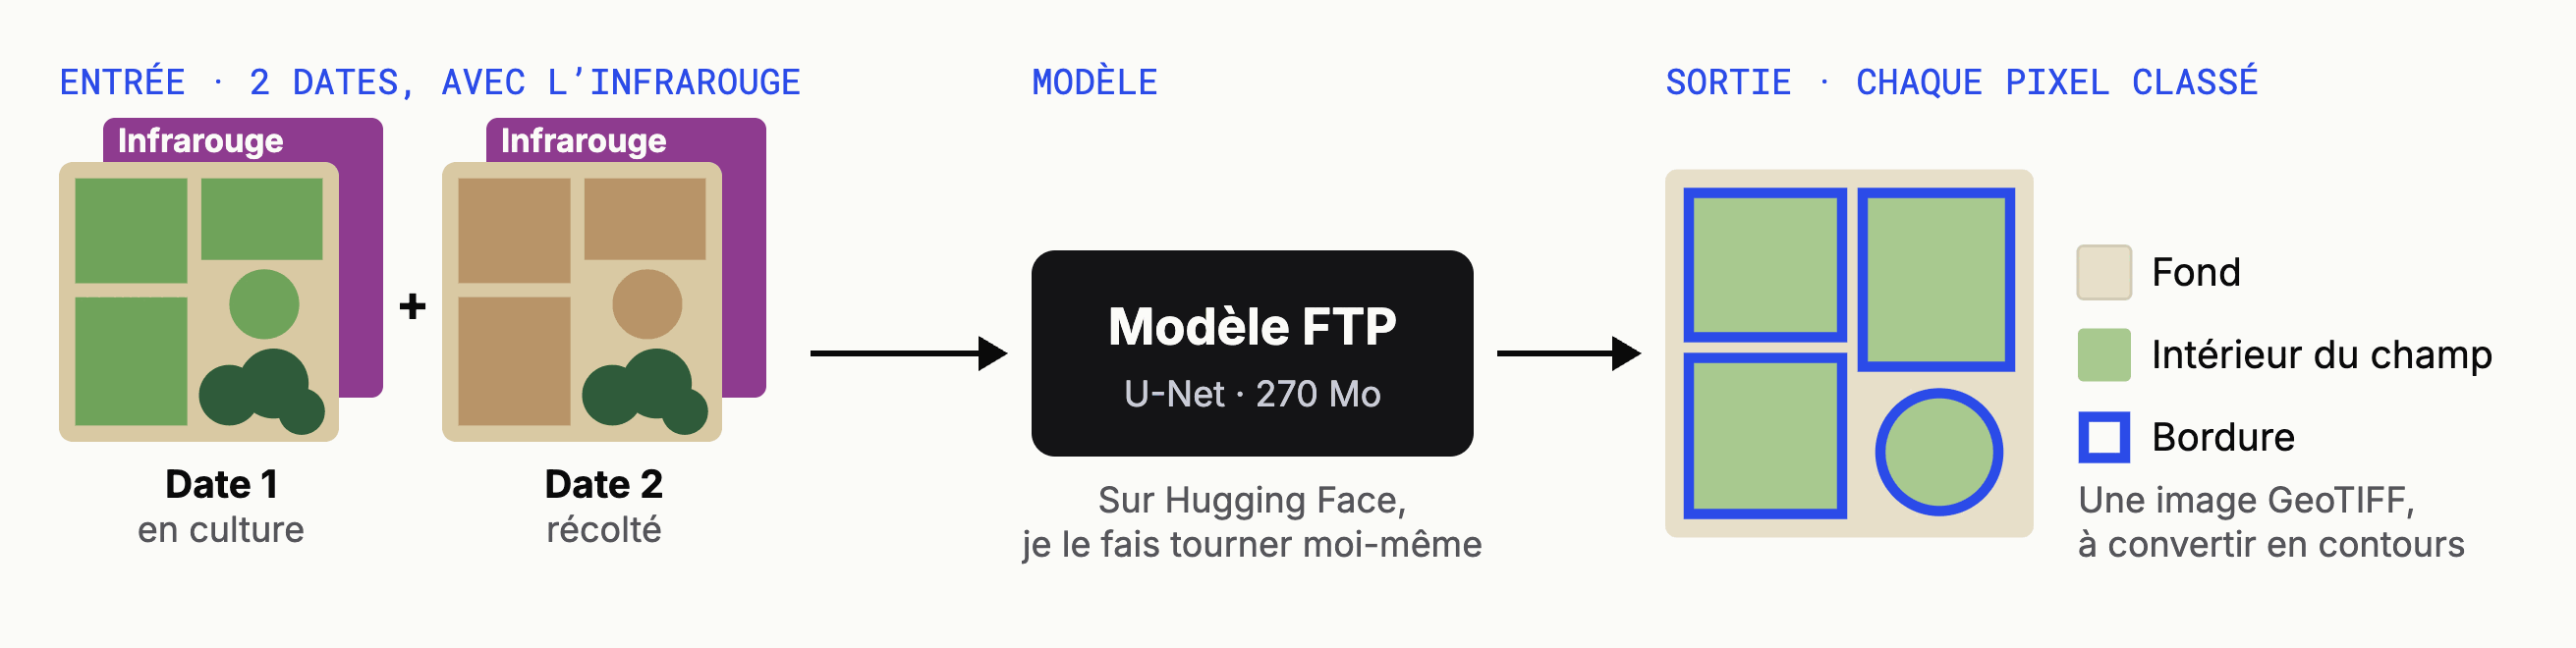 ENTRÉE · 2 DATES, AVEC L’INFRAROUGE
Infrarouge
Infrarouge
+
Date 1
en culture
Date 2
récolté
MODÈLE
Modèle FTP
U-Net · 270 Mo
Sur Hugging Face,
je le fais tourner moi-même
SORTIE · CHAQUE PIXEL CLASSÉ
Fond
Intérieur du champ
Bordure
Une image GeoTIFF,
à convertir en contours